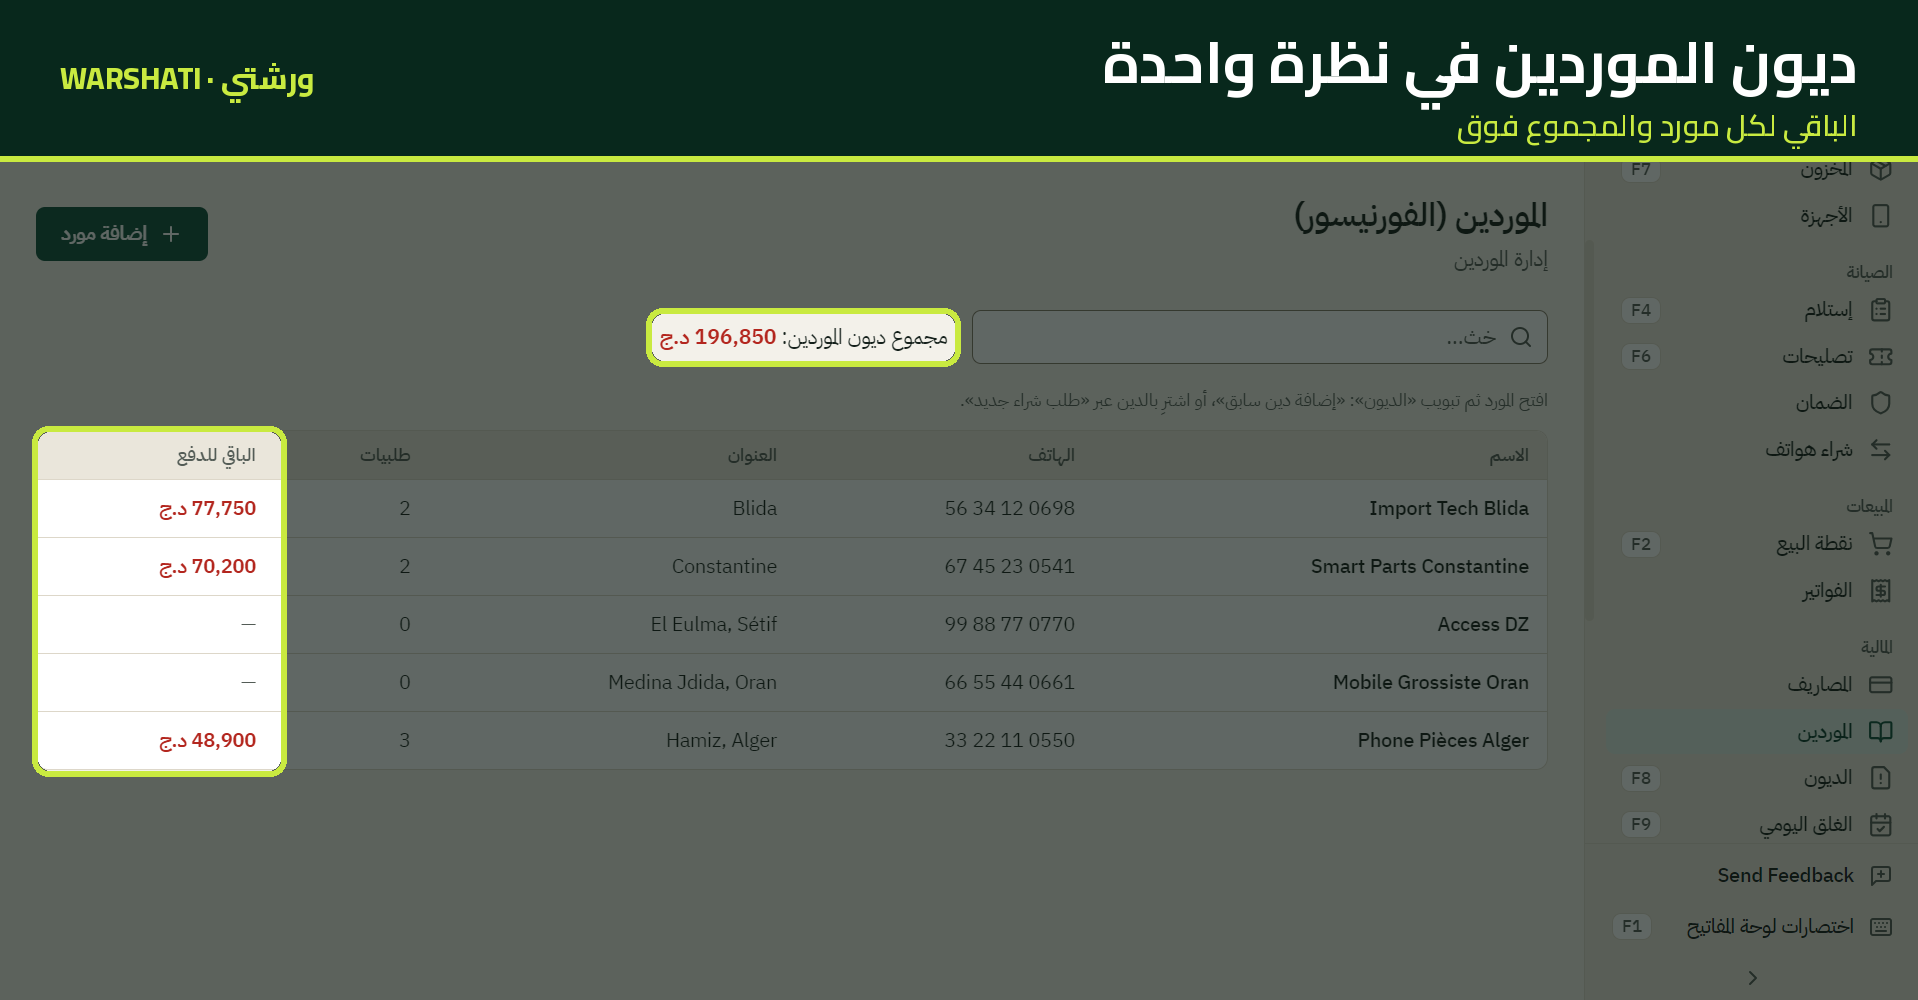 ديون الموردين في نظرة واحدة
الباقي لكل مورد والمجموع فوق
ورشتي · WARSHATI
المخزون F7
الأجهزة
الصيانة
إستلام F4
تصليحات F6
الضمان
شراء هواتف
المبيعات
نقطة البيع F2
الفواتير
المالية
المصاريف
الموردين
الديون F8
الغلق اليومي F9
Send Feedback
اختصارات لوحة المفاتيح F1
الموردين (الفورنيسور)
إدارة الموردين
إضافة مورد
خث...
مجموع ديون الموردين: 196,850 د.ج
افتح المورد ثم تبويب «الديون»: «إضافة دين سابق»، أو اشترِ بالدين عبر «طلب شراء جديد».
الاسم الهاتف العنوان طلبيات الباقي للدفع
Import Tech Blida 56 34 12 0698 Blida 2 77,750 د.ج
Smart Parts Constantine 67 45 23 0541 Constantine 2 70,200 د.ج
Access DZ 99 88 77 0770 El Eulma, Sétif 0 —
Mobile Grossiste Oran 66 55 44 0661 Medina Jdida, Oran 0 —
Phone Pièces Alger 33 22 11 0550 Hamiz, Alger 3 48,900 د.ج